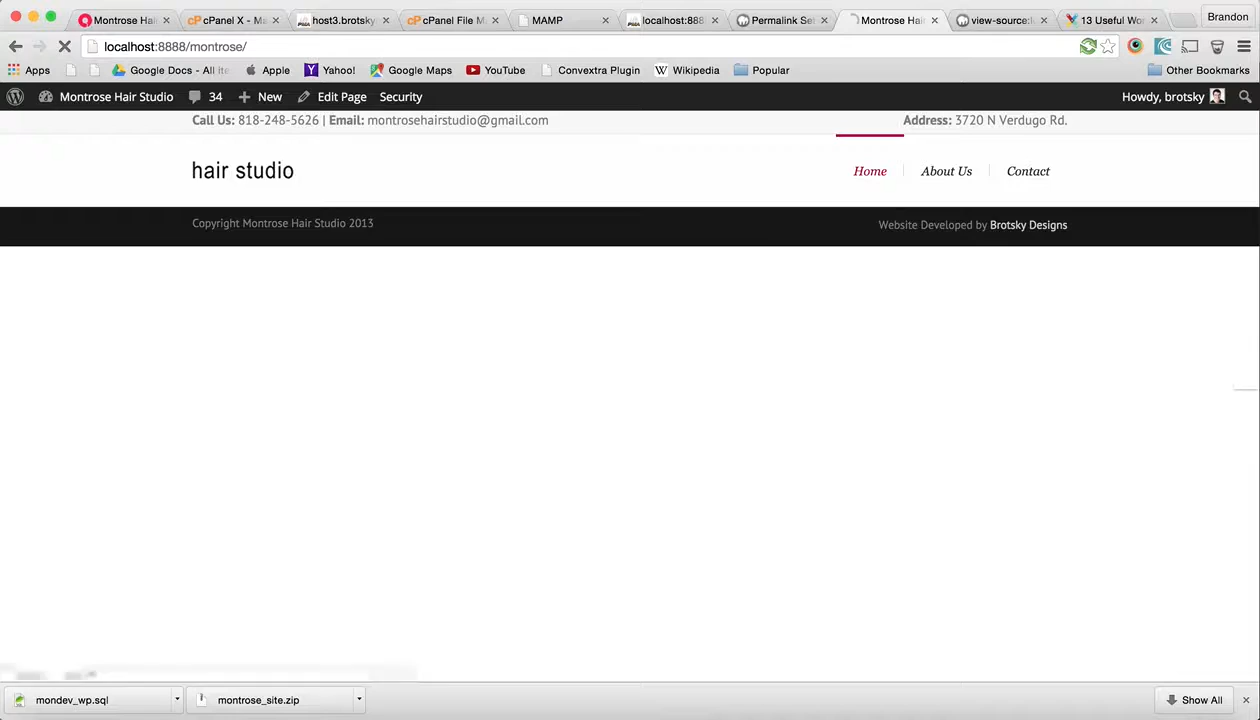 Montrose Hai
cPanel X - Ma
host3.brotsky
cPanel File M
MAMP
localhost:888
Permalink Se
Montrose Hai
view-source:l
13 Useful Wor
Brandon
localhost:8888/montrose/
Apps
Google Docs - All ite
Apple
Yahoo!
Google Maps
YouTube
Convextra Plugin
Wikipedia
Popular
Other Bookmarks
Montrose Hair Studio
34
New
Edit Page
Security
Howdy, brotsky
Call Us: 818-248-5626 | Email: montrosehairstudio@gmail.com
Address: 3720 N Verdugo Rd.
hair studio
Home
About Us
Contact
Copyright Montrose Hair Studio 2013
Website Developed by Brotsky Designs
mondev_wp.sql
montrose_site.zip
Show All